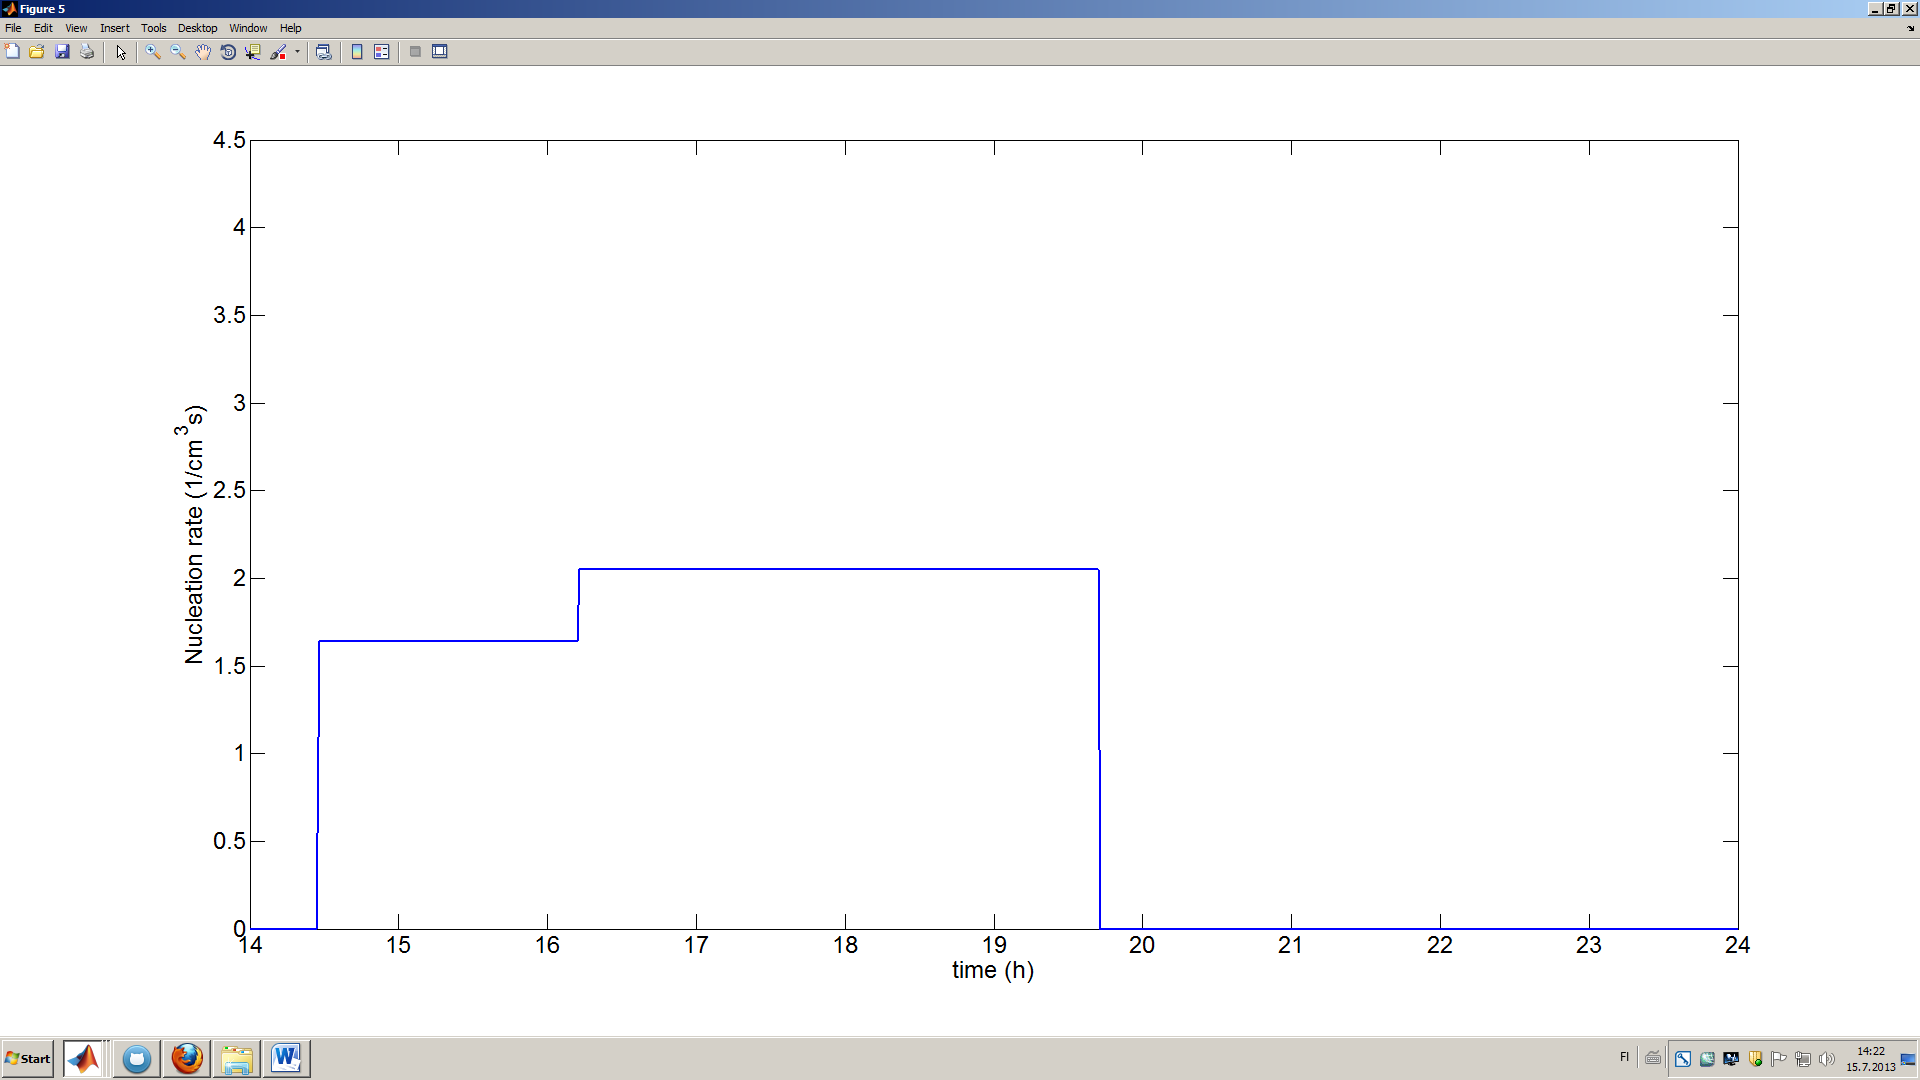 Figure 5
File Edit View Insert Tools Desktop Window Help
4.5
4
3.5
3
2.5
2
1.5
1
0.5
0
Nucleation rate (1/cm³s)
14 15 16 17 18 19 20 21 22 23 24
time (h)
Start
FI
14:22
15.7.2013